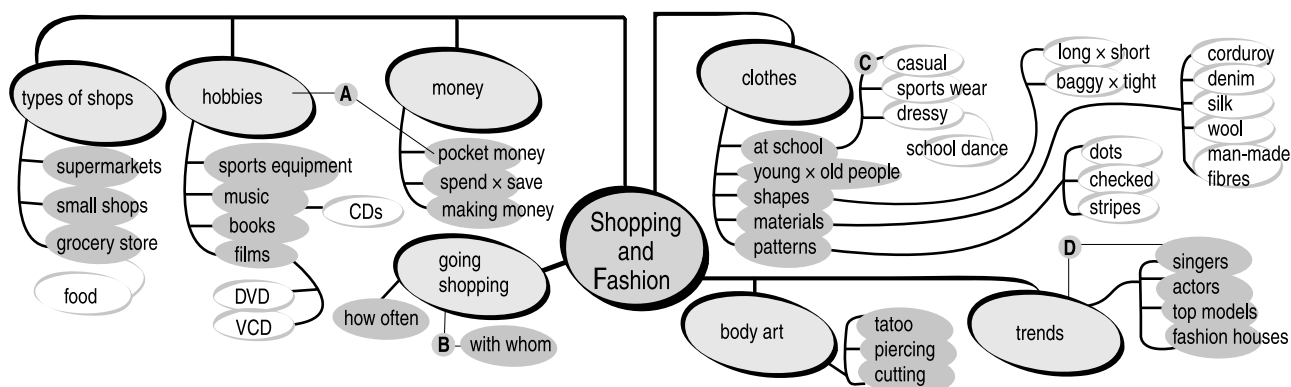 types of shops
supermarkets
small shops
grocery store
food
hobbies
sports equipment
music
CDs
books
films
DVD
VCD
A
money
pocket money
spend × save
making money
going
shopping
how often
B
with whom
Shopping
and
Fashion
clothes
at school
young × old people
shapes
materials
patterns
C
casual
sports wear
dressy
school dance
long × short
baggy × tight
corduroy
denim
silk
wool
man-made
fibres
dots
checked
stripes
body art
tatoo
piercing
cutting
trends
D
singers
actors
top models
fashion houses